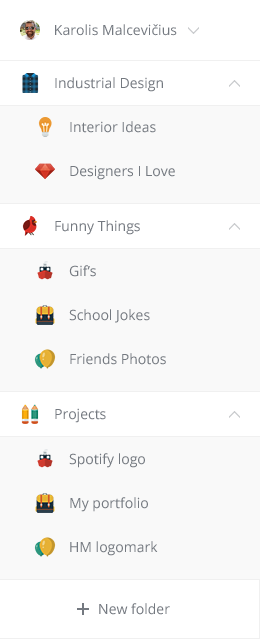 Karolis Malcevičius
Industrial Design
Interior Ideas
Designers I Love
Funny Things
Gif's
School Jokes
Friends Photos
Projects
Spotify logo
My portfolio
HM logomark
New folder